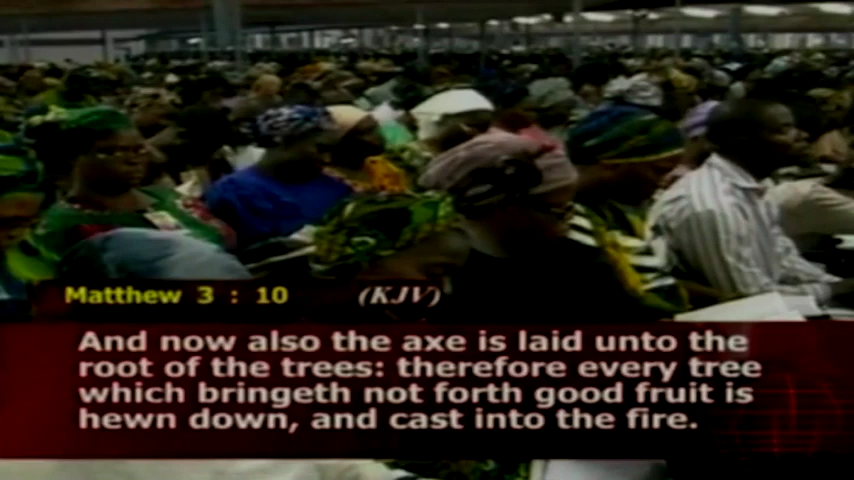 Matthew 3 : 10 (KJV)
And now also the axe is laid unto the
root of the trees: therefore every tree
which bringeth not forth good fruit is
hewn down, and cast into the fire.